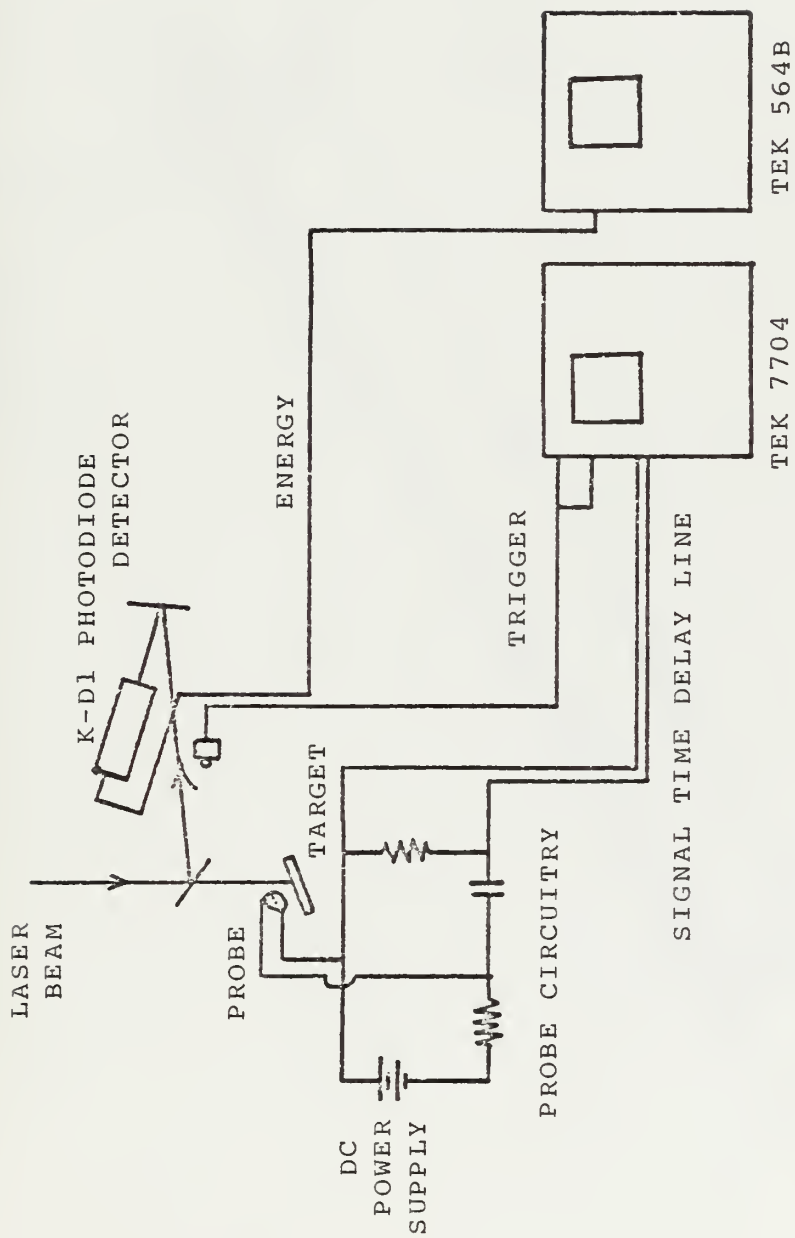 LASER
BEAM
K-D1 PHOTODIODE
DETECTOR
PROBE
TARGET
ENERGY
DC
POWER
SUPPLY
TRIGGER
PROBE CIRCUITRY
SIGNAL TIME DELAY LINE
TEK 7704
TEK 564B